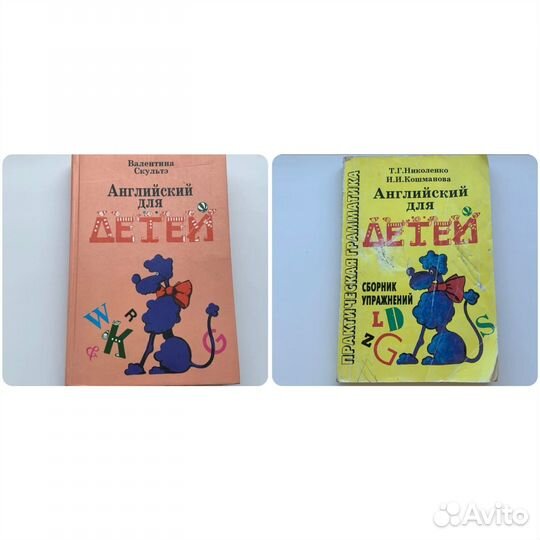 Валентина
Скультэ
Английский
для
ДЕТЕЙ
W
R
K
&
G
ПРАКТИЧЕСКАЯ ГРАММАТИКА
Т.Г.Николенко
И.И.Кошманова
Английский
для
ДЕТЕЙ
СБОРНИК
УПРАЖНЕНИЙ
L D
Z G
S
Avito